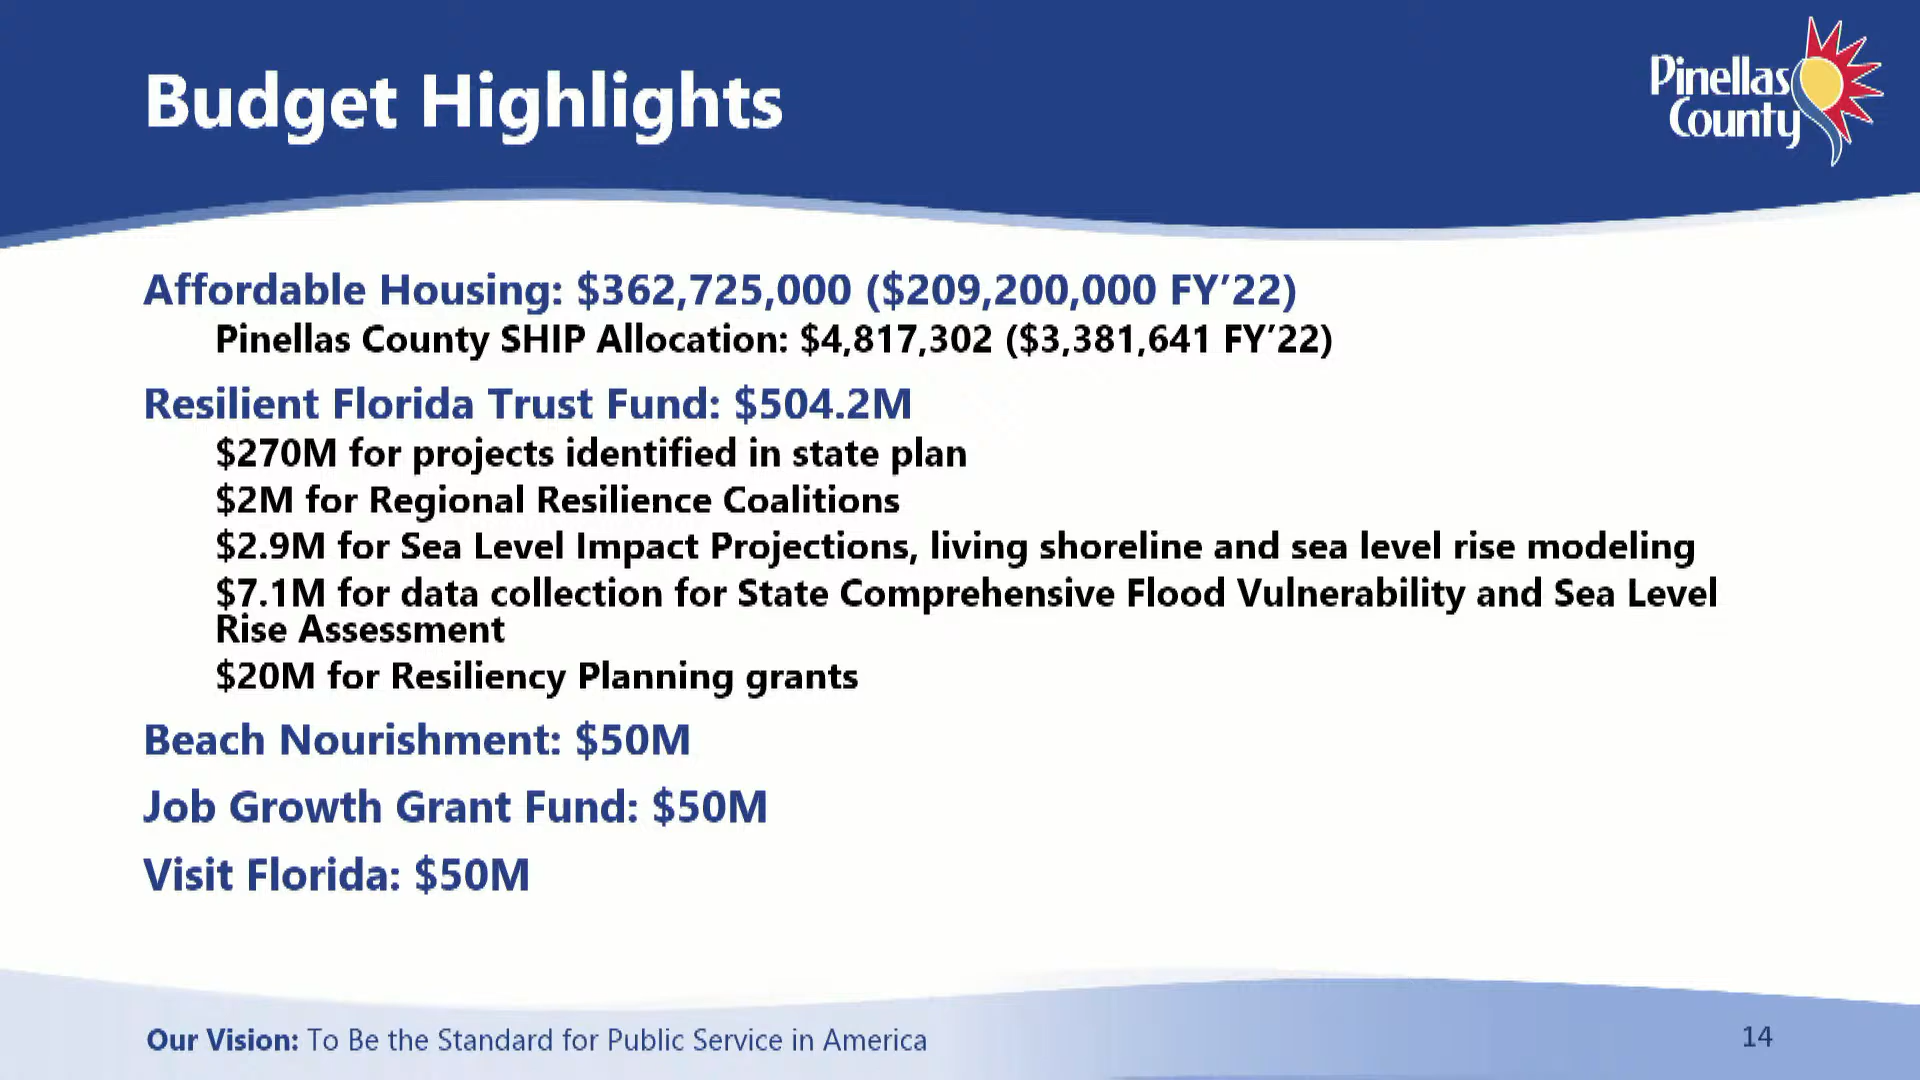 Budget Highlights
Pinellas
County
Affordable Housing: $362,725,000 ($209,200,000 FY’22)
Pinellas County SHIP Allocation: $4,817,302 ($3,381,641 FY’22)
Resilient Florida Trust Fund: $504.2M
$270M for projects identified in state plan
$2M for Regional Resilience Coalitions
$2.9M for Sea Level Impact Projections, living shoreline and sea level rise modeling
$7.1M for data collection for State Comprehensive Flood Vulnerability and Sea Level
Rise Assessment
$20M for Resiliency Planning grants
Beach Nourishment: $50M
Job Growth Grant Fund: $50M
Visit Florida: $50M
Our Vision: To Be the Standard for Public Service in America
14